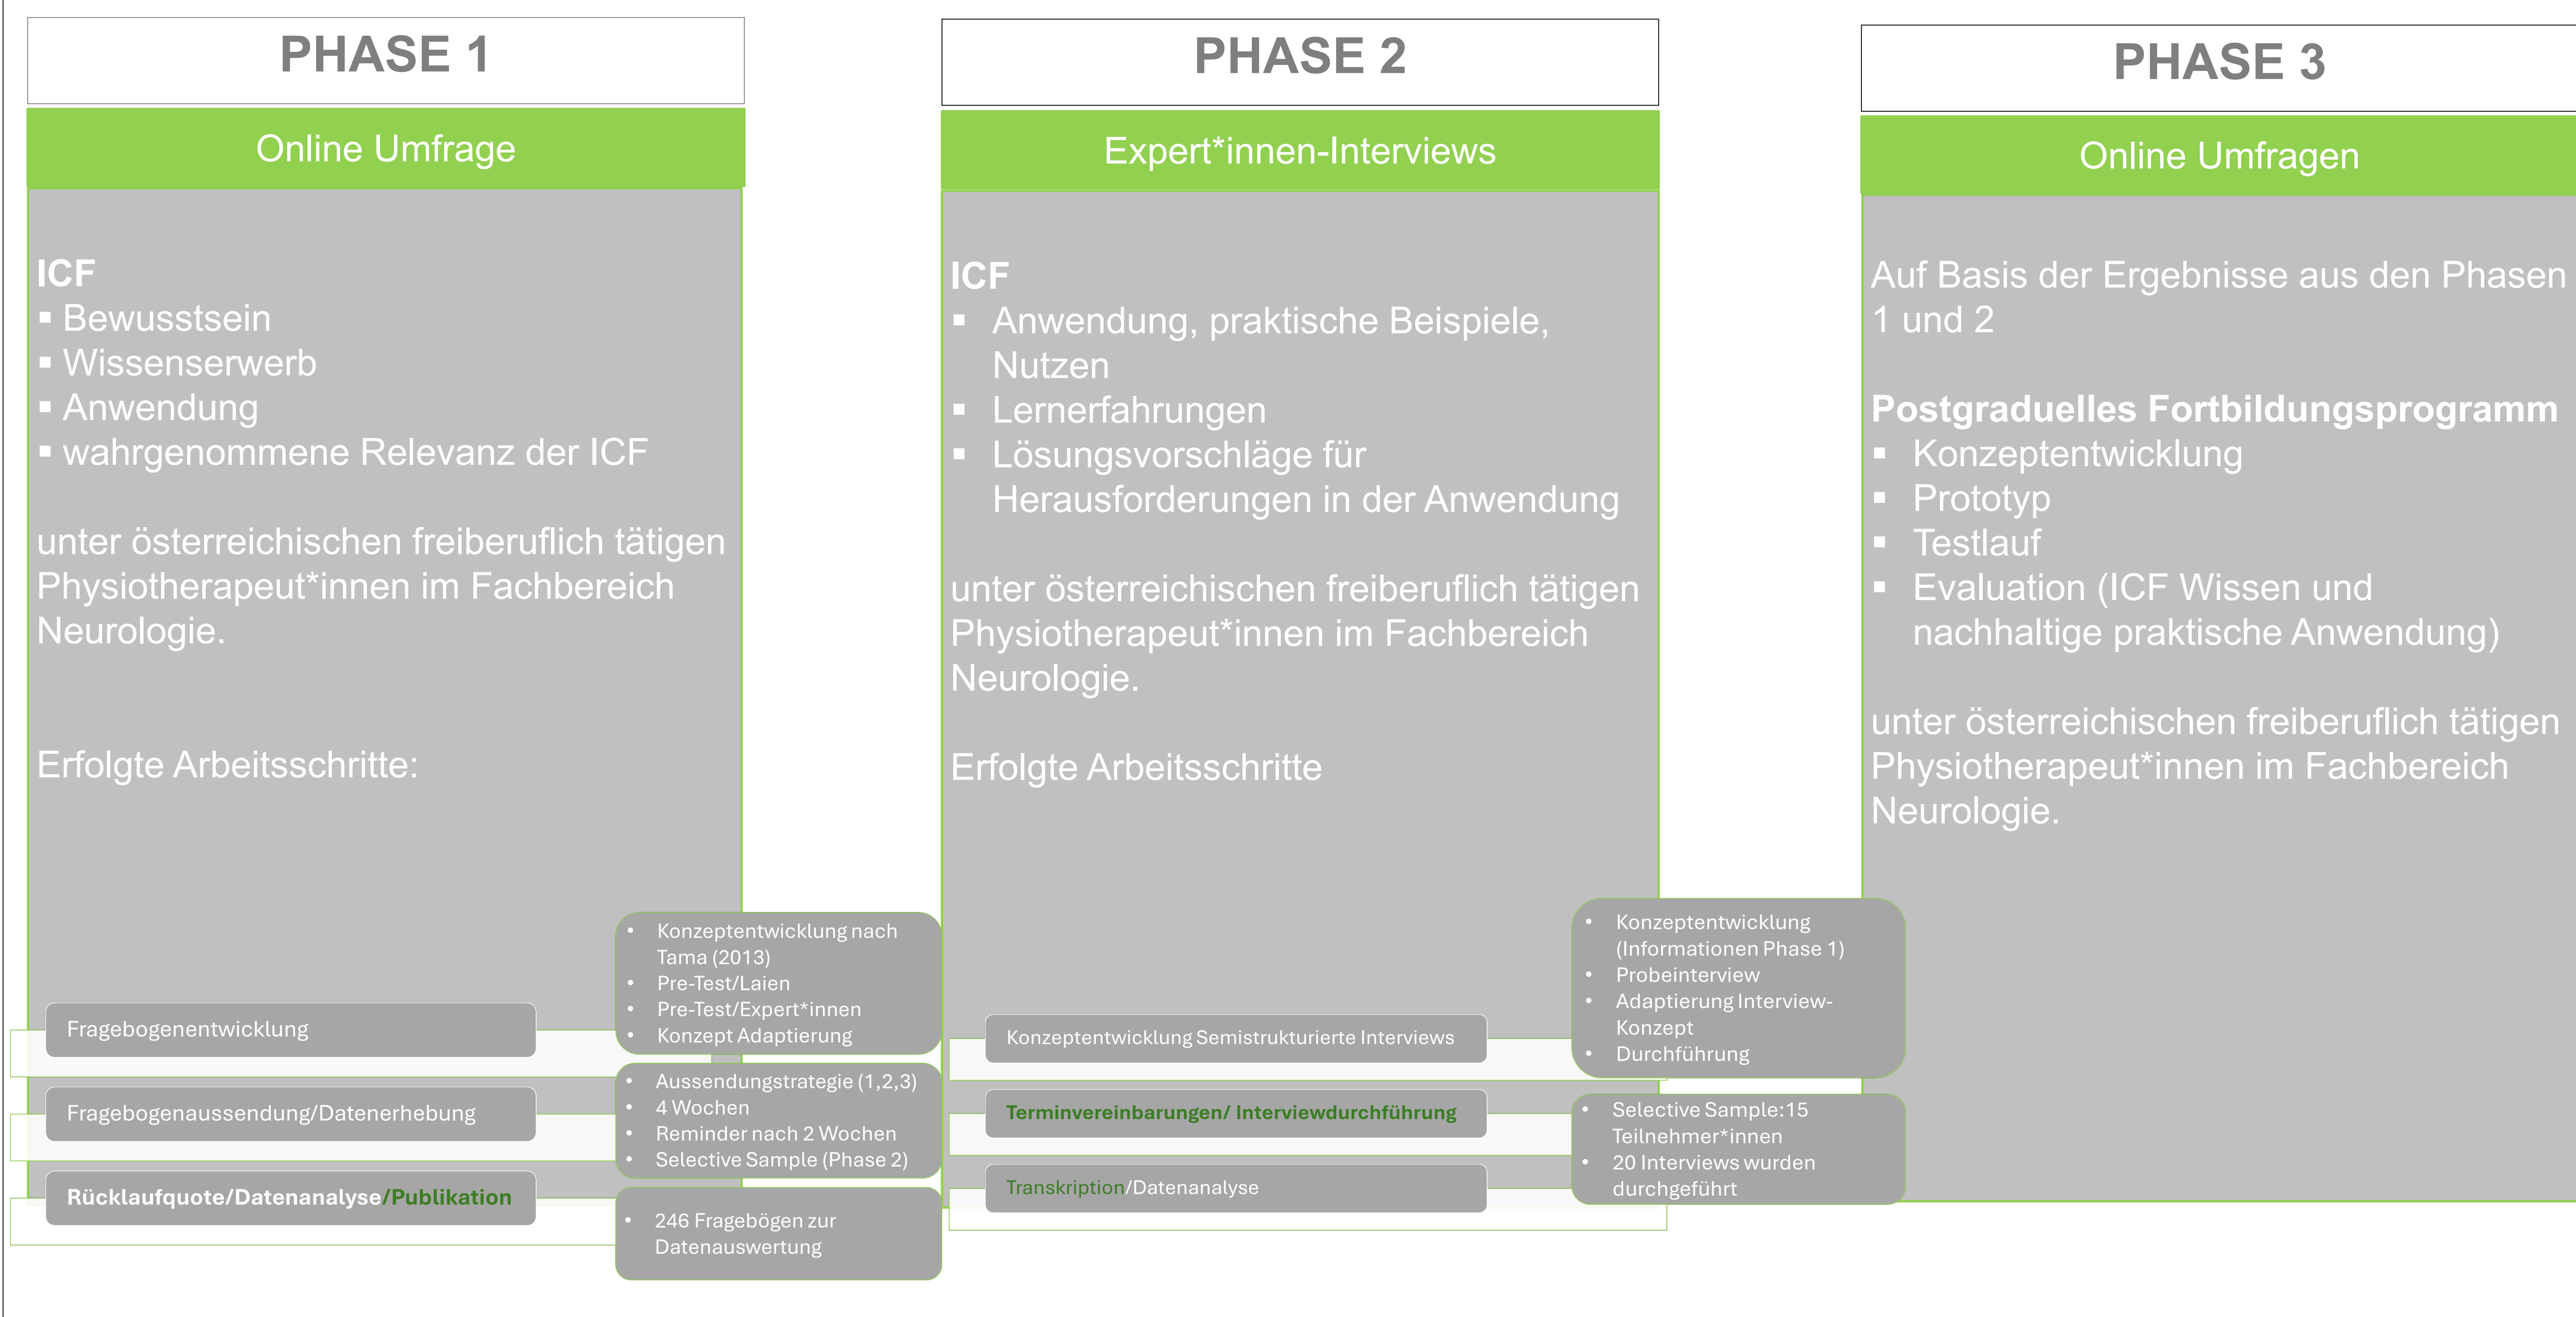 PHASE 1
Online Umfrage
ICF
▪ Bewusstsein
▪ Wissenserwerb
▪ Anwendung
▪ wahrgenommene Relevanz der ICF
unter österreichischen freiberuflich tätigen
Physiotherapeut*innen im Fachbereich
Neurologie.
Erfolgte Arbeitsschritte:
Fragebogenentwicklung
• Konzeptentwicklung nach
Tama (2013)
• Pre-Test/Laien
• Pre-Test/Expert*innen
• Konzept Adaptierung
Fragebogenaussendung/Datenerhebung
• Aussendungstrategie (1,2,3)
• 4 Wochen
• Reminder nach 2 Wochen
• Selective Sample (Phase 2)
Rücklaufquote/Datenanalyse/Publikation
• 246 Fragebögen zur
Datenauswertung
PHASE 2
Expert*innen-Interviews
ICF
▪ Anwendung, praktische Beispiele,
Nutzen
▪ Lernerfahrungen
▪ Lösungsvorschläge für
Herausforderungen in der Anwendung
unter österreichischen freiberuflich tätigen
Physiotherapeut*innen im Fachbereich
Neurologie.
Erfolgte Arbeitsschritte
Konzeptentwicklung Semistrukturierte Interviews
• Konzeptentwicklung
(Informationen Phase 1)
• Probeinterview
• Adaptierung Interview-
Konzept
• Durchführung
Terminvereinbarungen/ Interviewdurchführung
• Selective Sample:15
Teilnehmer*innen
• 20 Interviews wurden
durchgeführt
Transkription/Datenanalyse
PHASE 3
Online Umfragen
Auf Basis der Ergebnisse aus den Phasen
1 und 2
Postgraduelles Fortbildungsprogramm
▪ Konzeptentwicklung
▪ Prototyp
▪ Testlauf
▪ Evaluation (ICF Wissen und
nachhaltige praktische Anwendung)
unter österreichischen freiberuflich tätigen
Physiotherapeut*innen im Fachbereich
Neurologie.